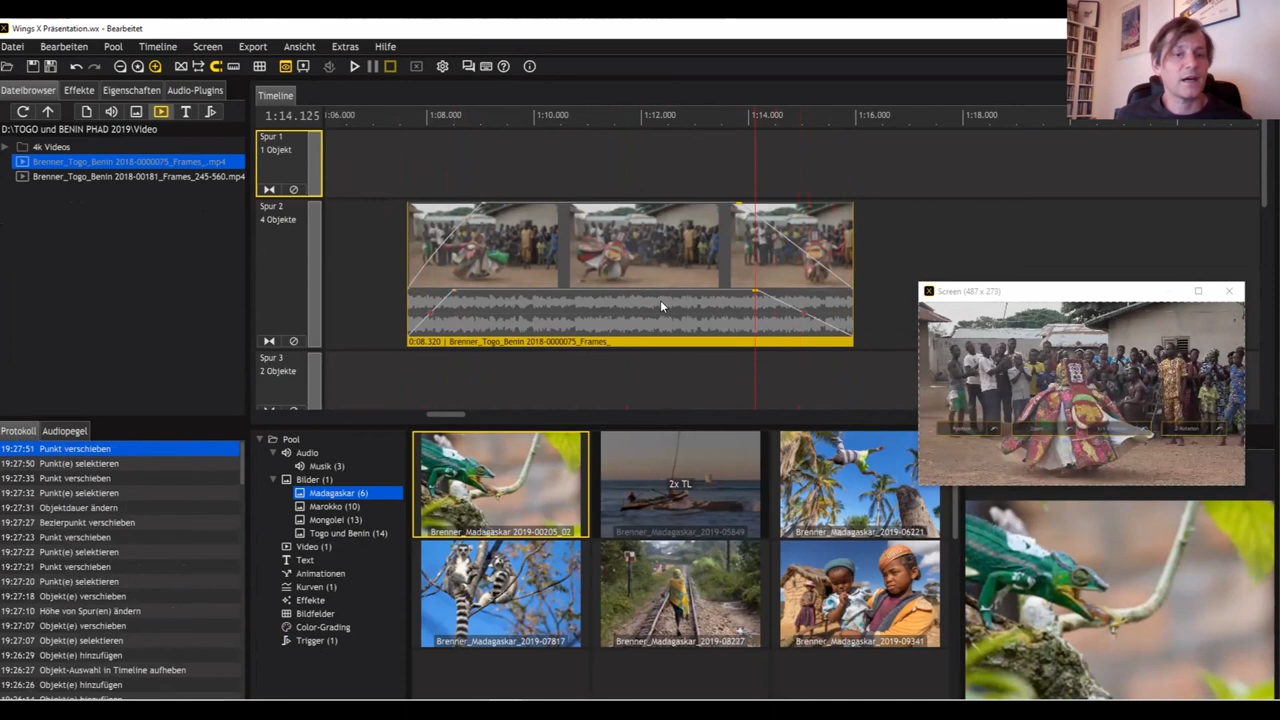 Wings X Präsentation.wx - Bearbeitet
Datei Bearbeiten Pool Timeline Screen Export Ansicht Extras Hilfe
Dateibrowser Effekte Eigenschaften Audio-Plugins
D:\TOGO und BENIN PHAD 2019\Video
4k Videos
Brenner_Togo_Benin 2018-0000075_Frames_.mp4
Brenner_Togo_Benin 2018-00181_Frames_245-560.mp4
Timeline
1:14.125
1:06.000 1:08.000 1:10.000 1:12.000 1:14.000 1:16.000 1:18.000
Spur 1
1 Objekt
Spur 2
4 Objekte
0:08.320 | Brenner_Togo_Benin 2018-0000075_Frames_
Spur 3
2 Objekte
Screen (487 x 273)
Protokoll Audiopegel
19:27:51 Punkt verschieben
19:27:50 Punkt(e) selektieren
19:27:35 Punkt verschieben
19:27:32 Punkt(e) selektieren
19:27:31 Objektdauer ändern
19:27:27 Bezierpunkt verschieben
19:27:23 Punkt verschieben
19:27:22 Punkt(e) selektieren
19:27:21 Punkt verschieben
19:27:20 Punkt(e) selektieren
19:27:18 Objekt(e) verschieben
19:27:10 Höhe von Spur(en) ändern
19:27:07 Objekt(e) verschieben
19:27:07 Objekt(e) selektieren
19:26:29 Objekt(e) hinzufügen
19:26:27 Objekt-Auswahl in Timeline aufheben
19:26:26 Objekt(e) hinzufügen
19:26:14 Objekt(e) hinzufügen
Pool
Audio
Musik (3)
Bilder (1)
Madagaskar (6)
Marokko (10)
Mongolei (13)
Togo und Benin (14)
Video (1)
Text
Animationen
Kurven (1)
Effekte
Bildfelder
Color-Grading
Trigger (1)
2x TL
Brenner_Madagaskar 2019-00205_02
Brenner_Madagaskar 2019-05849
Brenner_Madagaskar_2019-06221
Brenner_Madagaskar_2019-07817
Brenner_Madagaskar_2019-08227
Brenner_Madagaskar_2019-09341